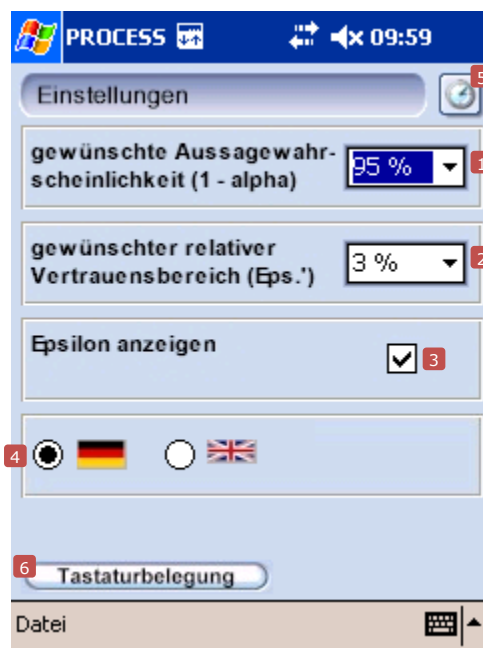 PROCESS 09:59
Einstellungen 5
gewünschte Aussagewahr-
scheinlichkeit (1 - alpha) 95 % 1
gewünschter relativer
Vertrauensbereich (Eps.') 3 % 2
Epsilon anzeigen 3
4
6 Tastaturbelegung
Datei